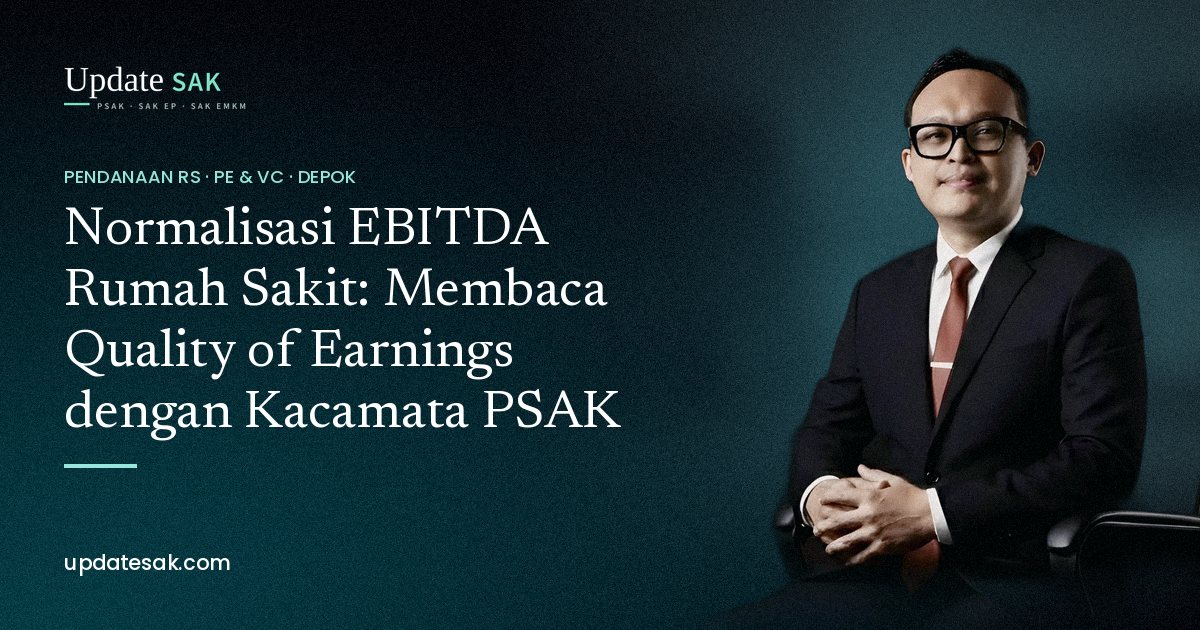 Update SAK
PSAK · SAK EP · SAK EMKM
PENDANAAN RS · PE & VC · DEPOK
Normalisasi EBITDA
Rumah Sakit: Membaca
Quality of Earnings
dengan Kacamata PSAK
updatesak.com